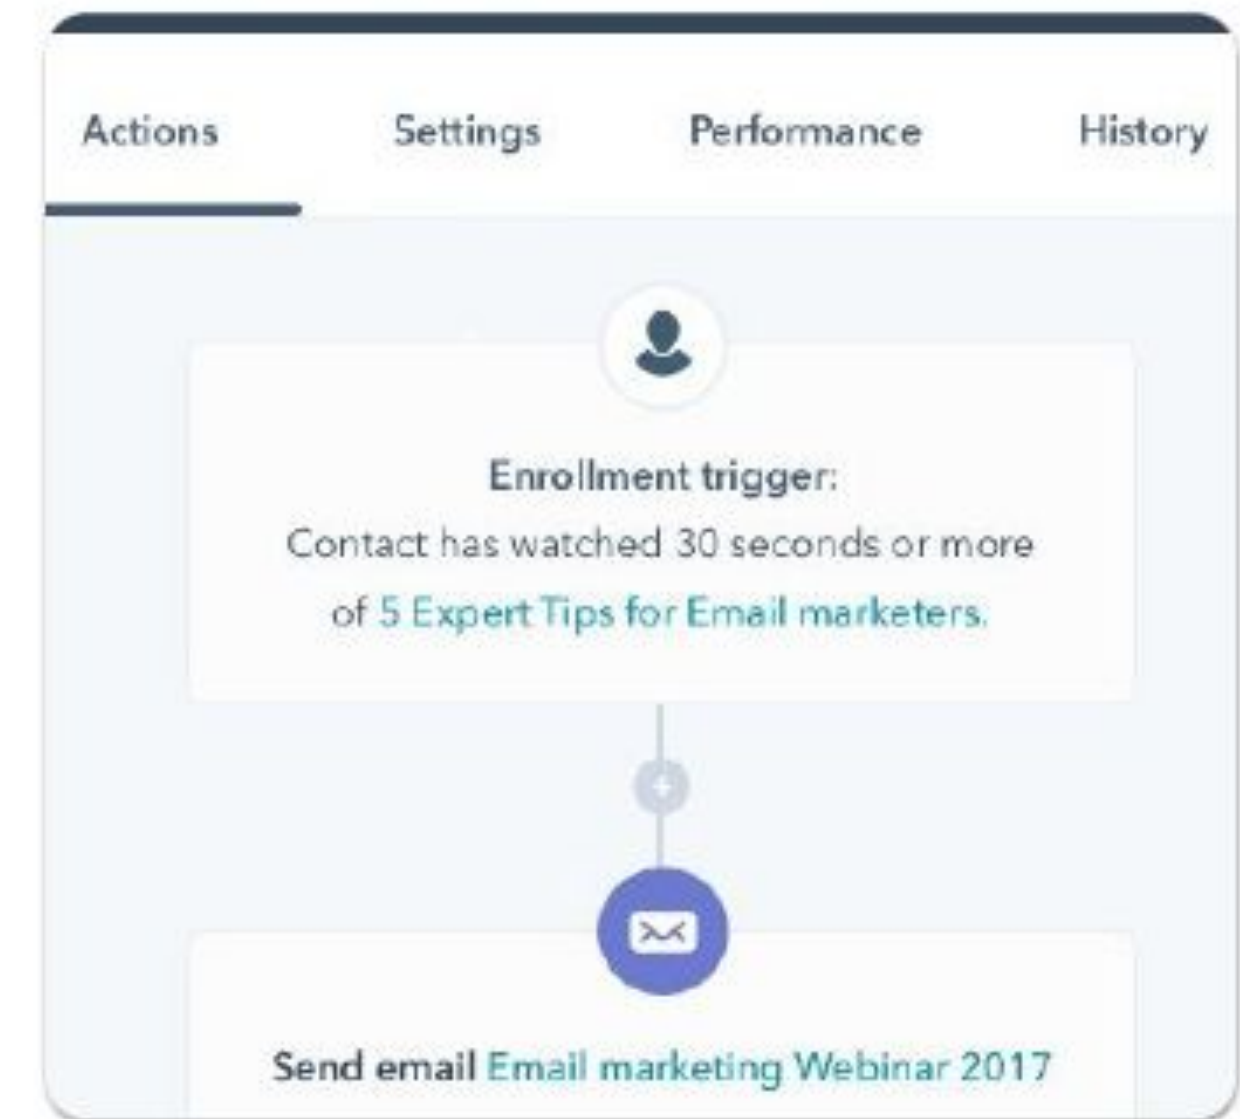 Actions Settings Performance History
Enrollment trigger:
Contact has watched 30 seconds or more
of 5 Expert Tips for Email marketers.
Send email Email marketing Webinar 2017